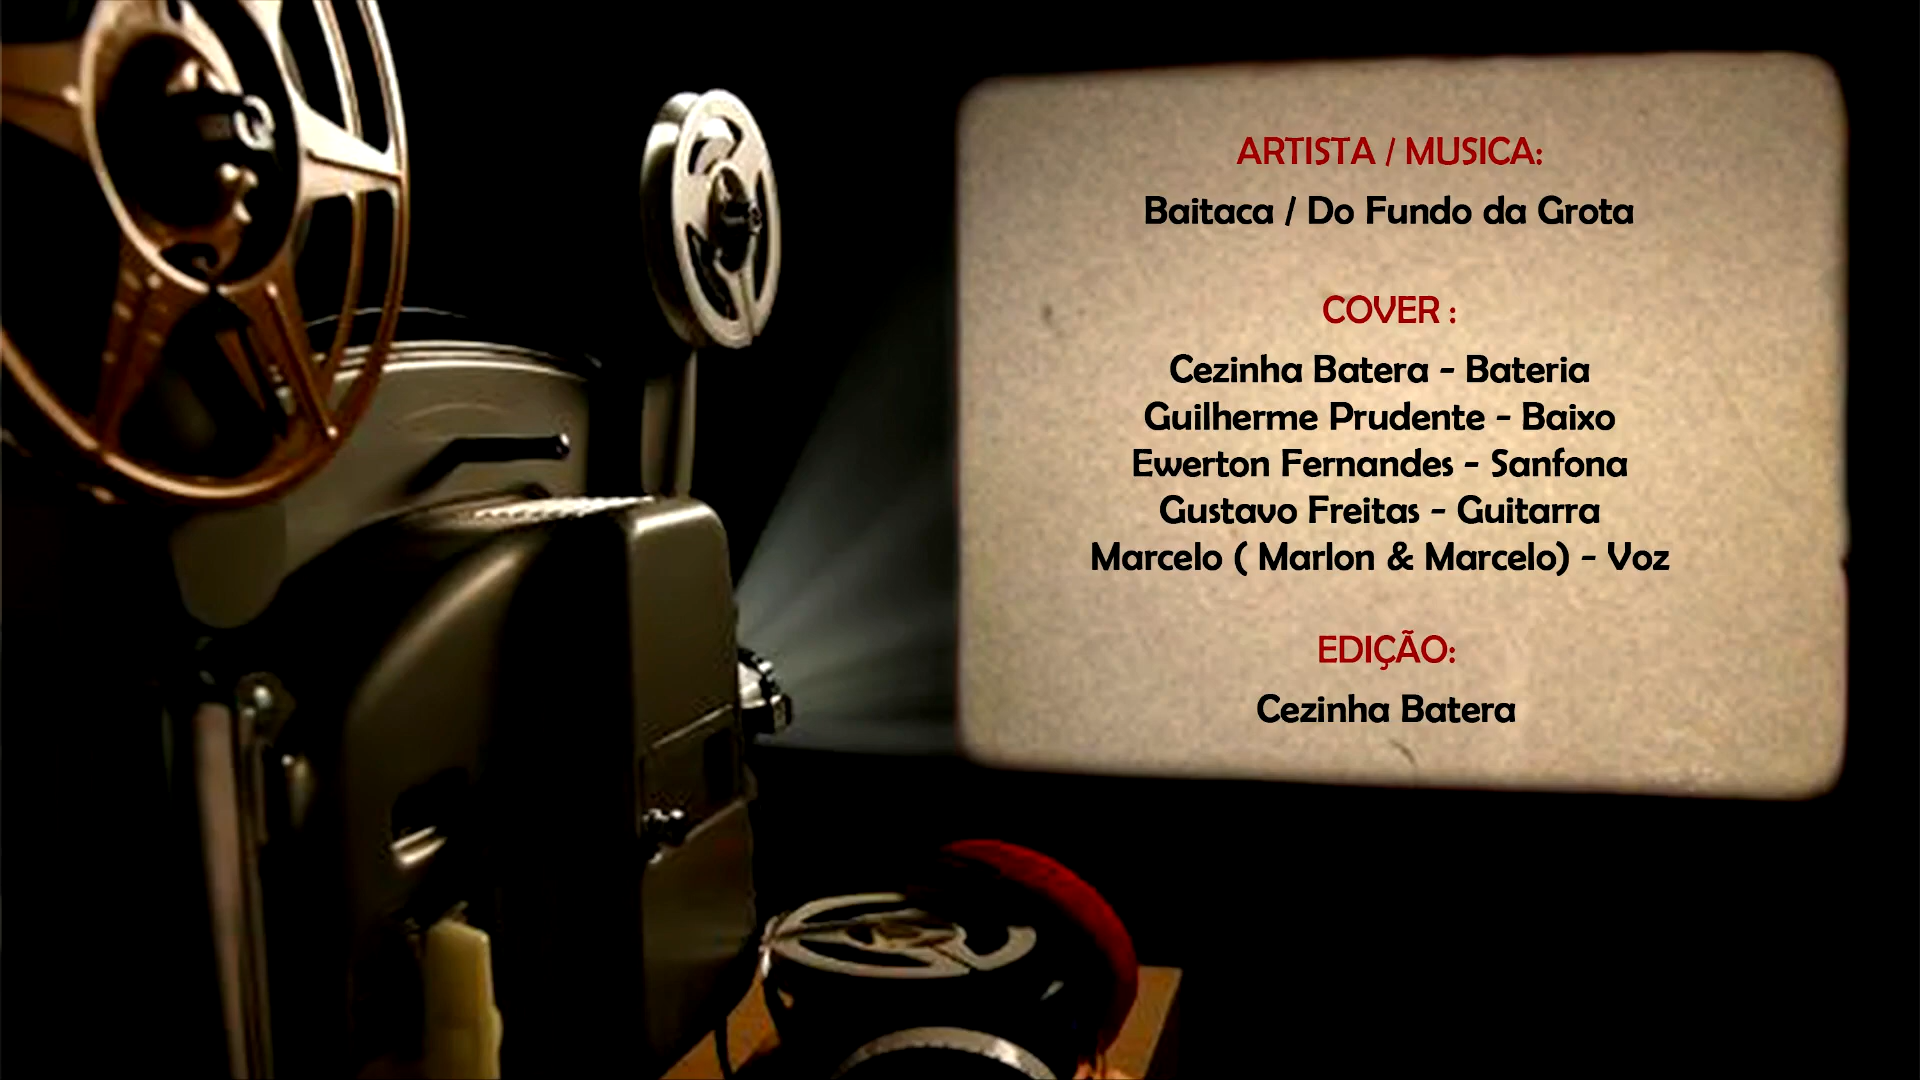 ARTISTA / MUSICA:
Baitaca / Do Fundo da Grota
COVER :
Cezinha Batera - Bateria
Guilherme Prudente - Baixo
Ewerton Fernandes - Sanfona
Gustavo Freitas - Guitarra
Marcelo ( Marlon & Marcelo) - Voz
EDIÇÃO:
Cezinha Batera